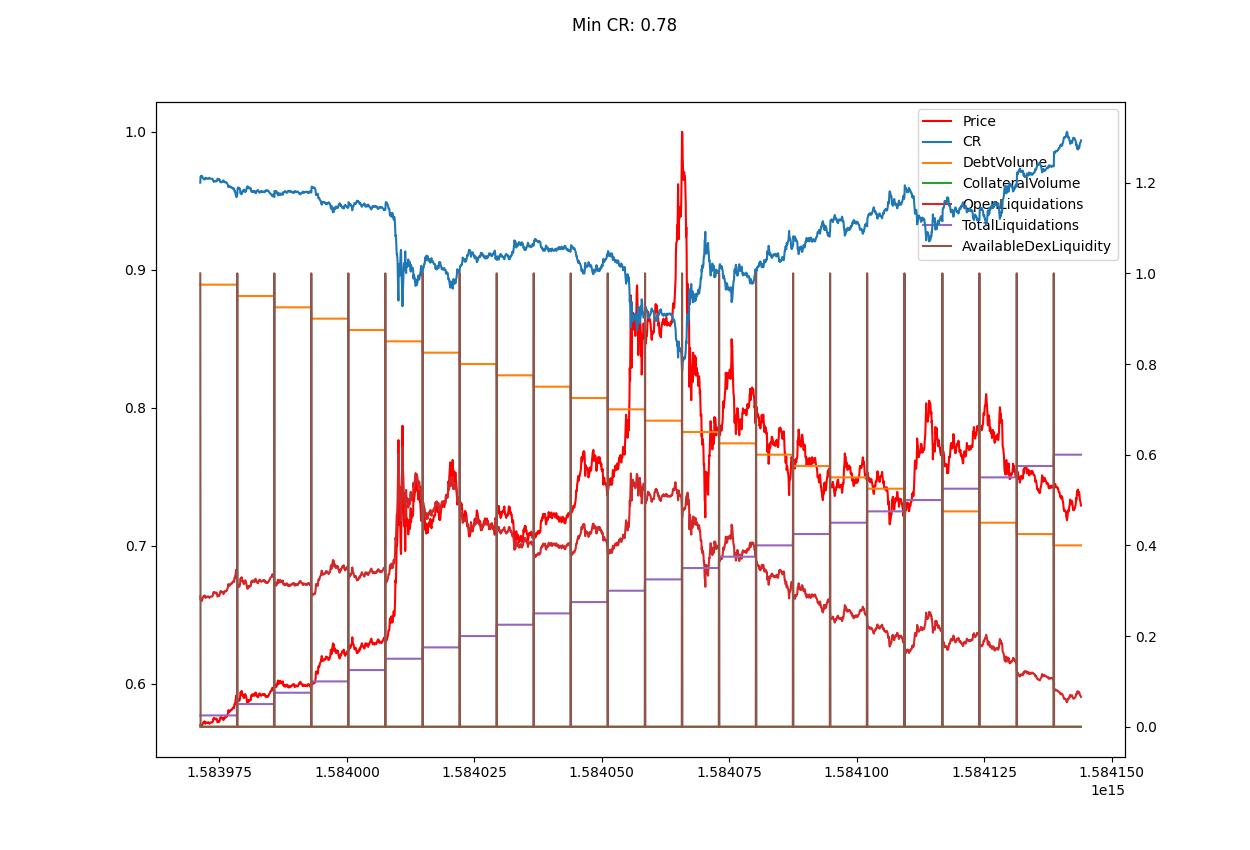 Min CR: 0.78
1.0
0.9
0.8
0.7
0.6
Price
CR
DebtVolume
CollateralVolume
OpenLiquidations
TotalLiquidations
AvailableDexLiquidity
1.2
1.0
0.8
0.6
0.4
0.2
0.0
1.583975 1.584000 1.584025 1.584050 1.584075 1.584100 1.584125 1.584150
1e15